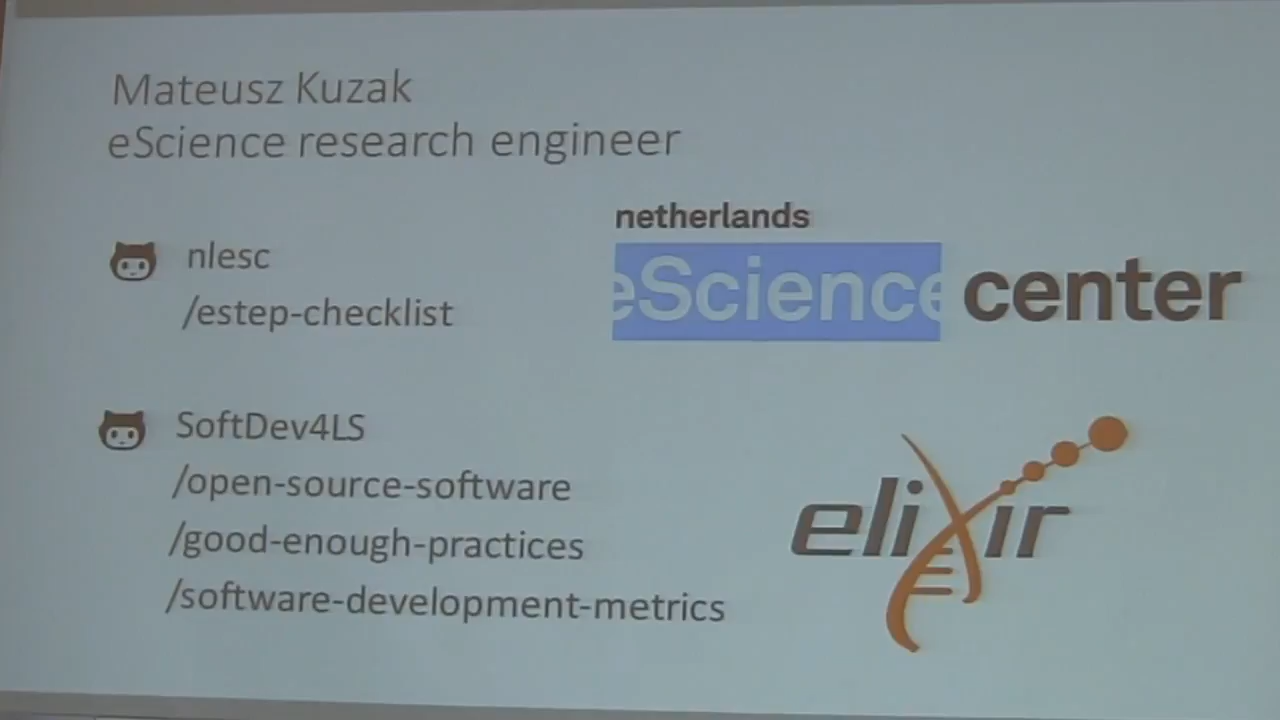 Mateusz Kuzak
eScience research engineer
nlesc
/estep-checklist
netherlands
eScience center
SoftDev4LS
/open-source-software
/good-enough-practices
/software-development-metrics
elixir